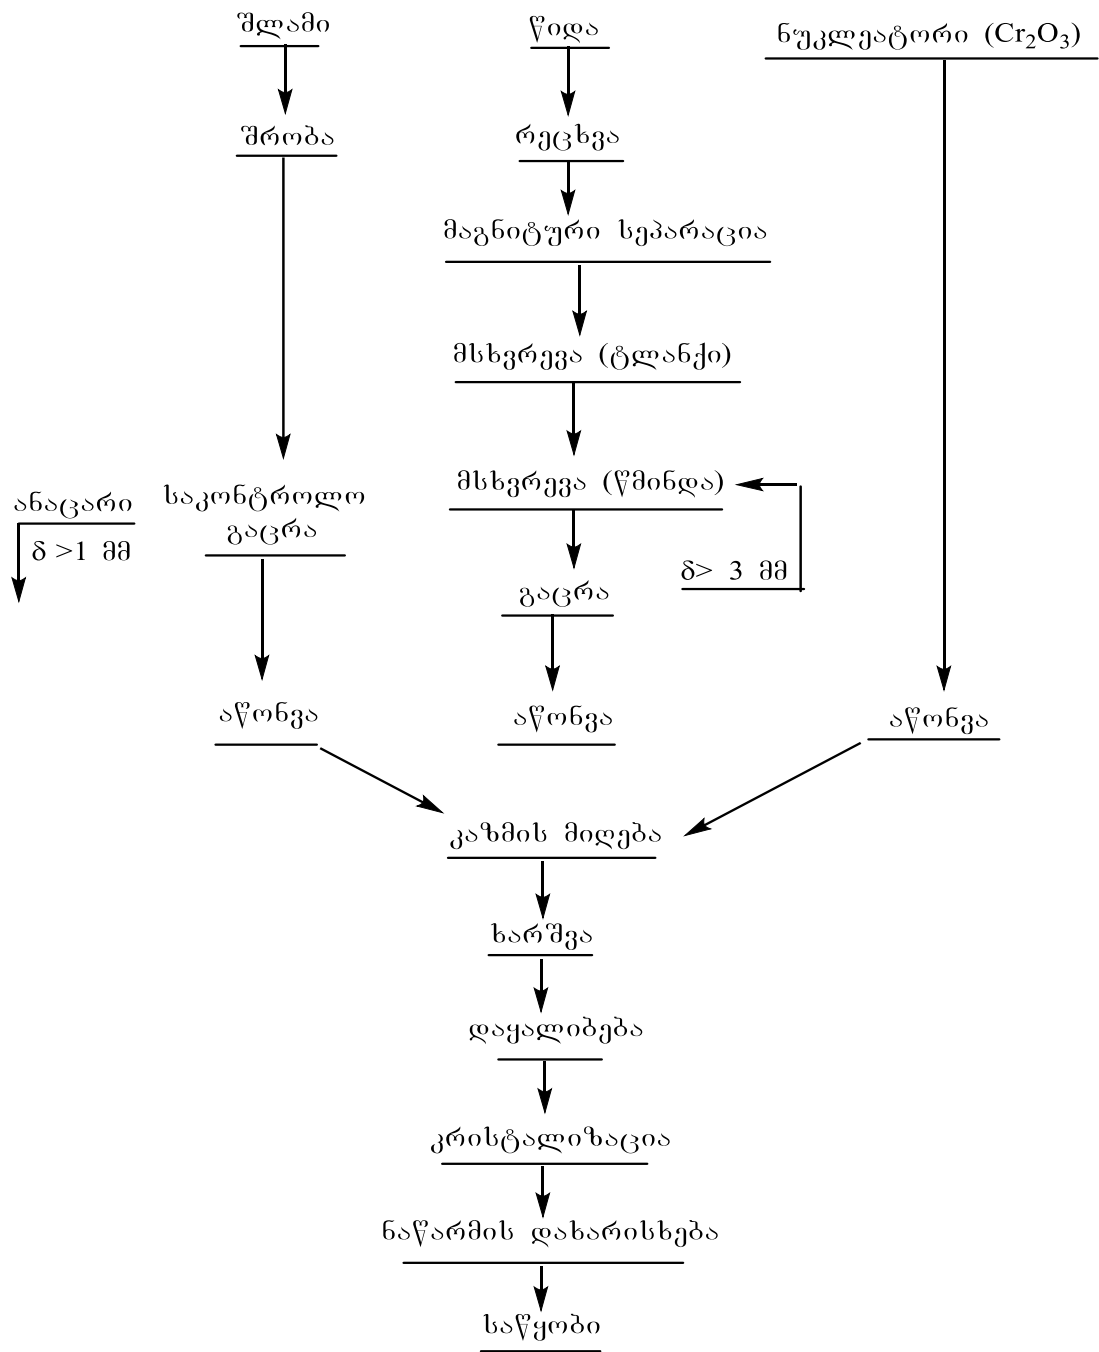 შლამი
წიდა
ნუკლეატორი (Cr₂O₃)
შრობა
რეცხვა
მაგნიტური სეპარაცია
მსხვრევა (ტლანქი)
მსხვრევა (წმინდა)
ანაცარი
საკონტროლო
გაცრა
δ >1 მმ
δ> 3 მმ
გაცრა
აწონვა
აწონვა
აწონვა
კაზმის მიღება
ხარშვა
დაყალიბება
კრისტალიზაცია
ნაწარმის დახარისხება
საწყობი